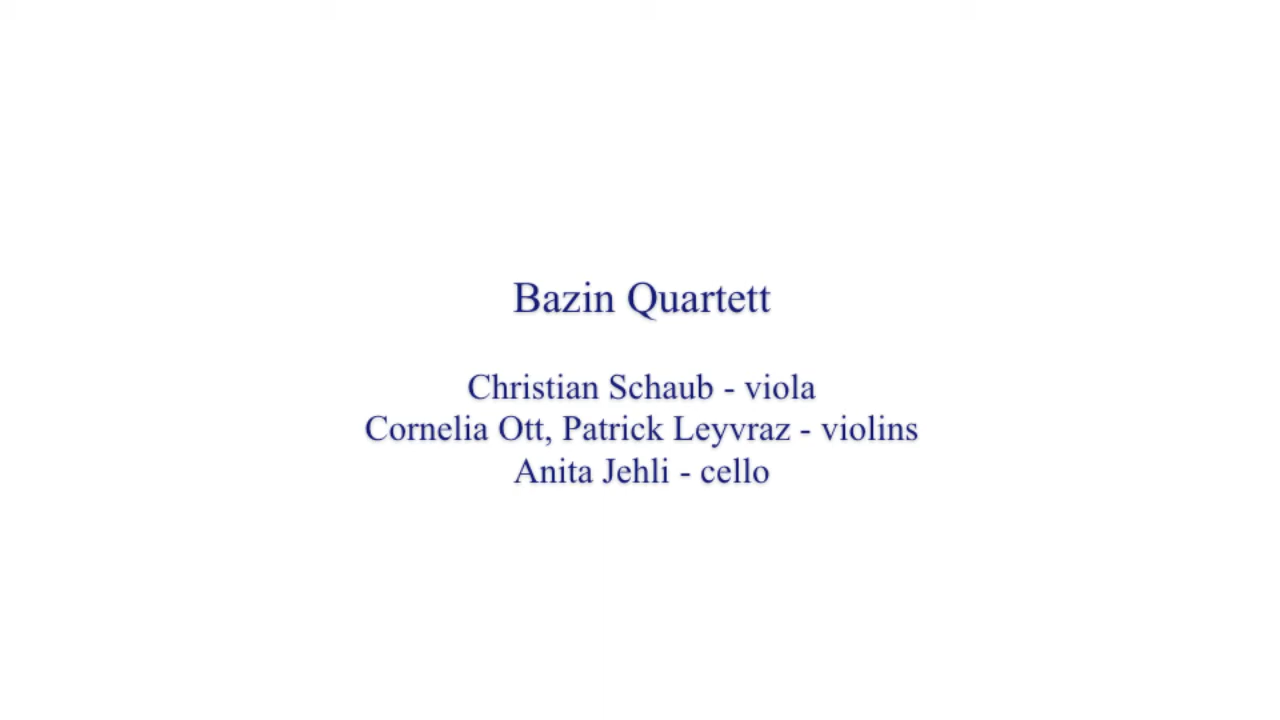 Bazin Quartett
Christian Schaub - viola
Cornelia Ott, Patrick Leyvraz - violins
Anita Jehli - cello